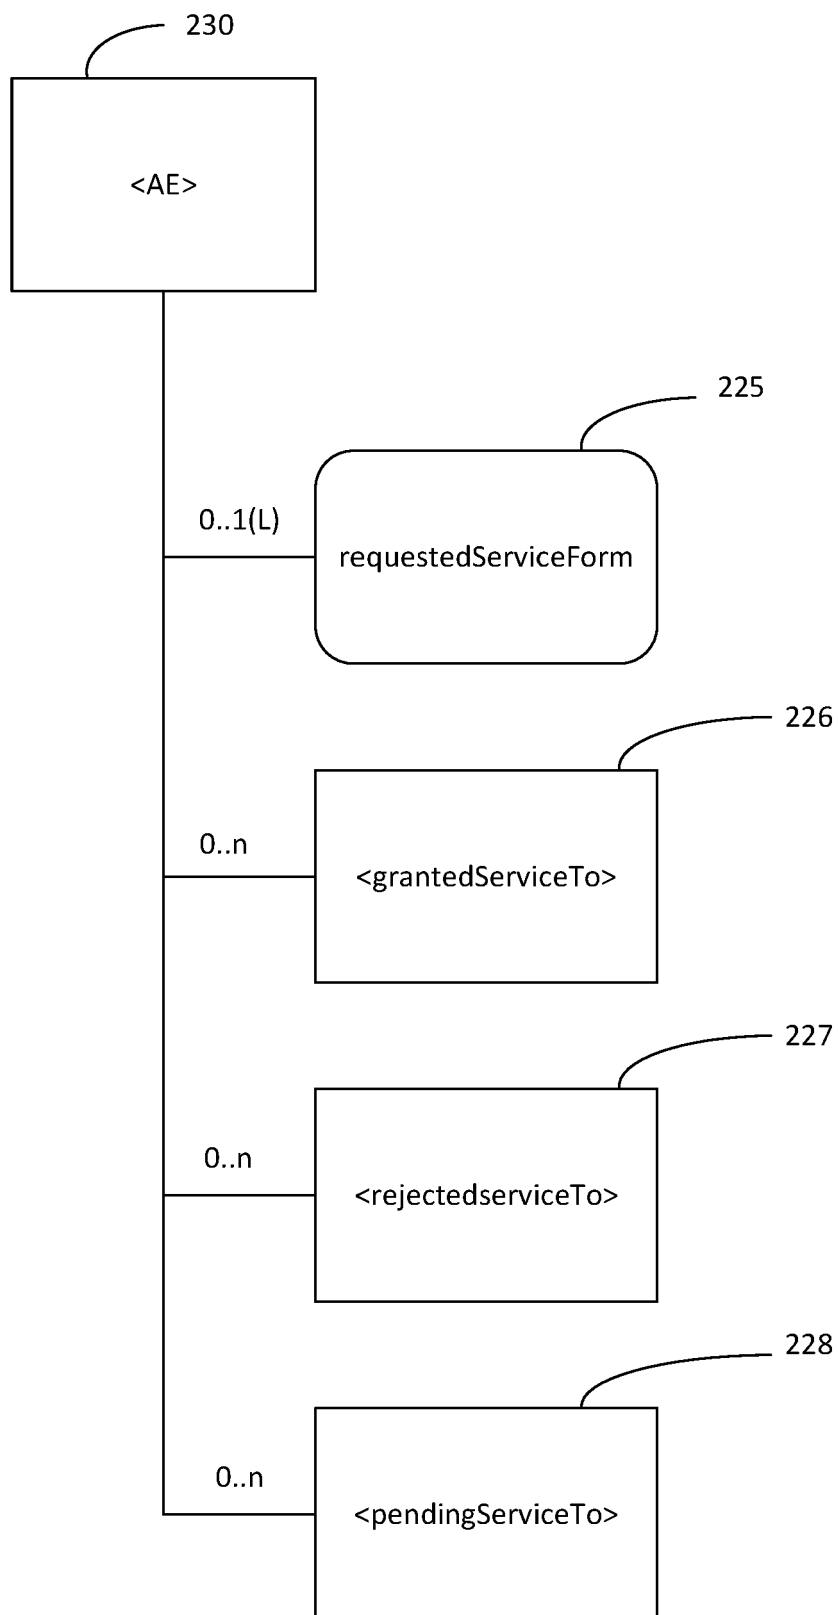 230
<AE>
225
0..1(L)
requestedServiceForm
226
0..n
<grantedServiceTo>
227
0..n
<rejectedserviceTo>
228
0..n
<pendingServiceTo>